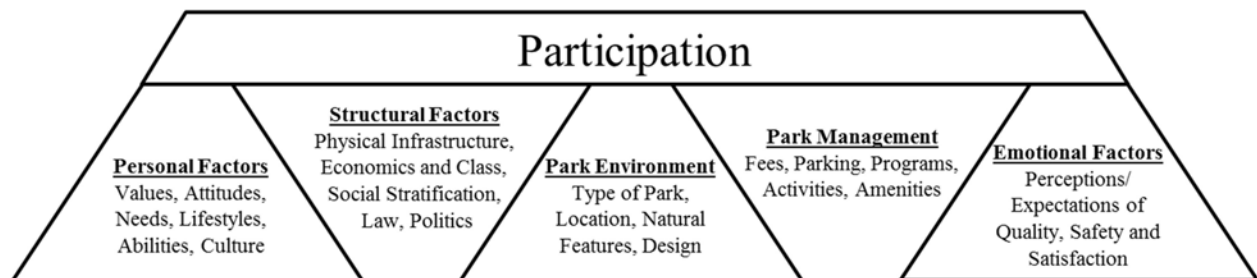 Participation
Personal Factors
Values, Attitudes,
Needs, Lifestyles,
Abilities, Culture
Structural Factors
Physical Infrastructure,
Economics and Class,
Social Stratification,
Law, Politics
Park Environment
Type of Park,
Location, Natural
Features, Design
Park Management
Fees, Parking, Programs,
Activities, Amenities
Emotional Factors
Perceptions/
Expectations of
Quality, Safety and
Satisfaction